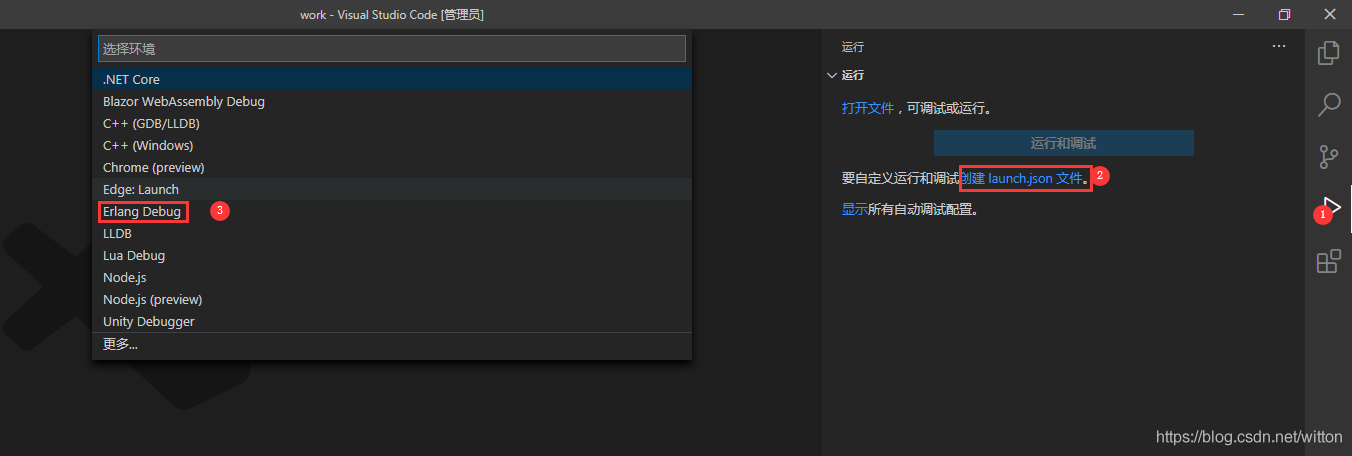 work - Visual Studio Code [管理员]
选择环境
.NET Core
Blazor WebAssembly Debug
C++ (GDB/LLDB)
C++ (Windows)
Chrome (preview)
Edge: Launch
Erlang Debug
3
LLDB
Lua Debug
Node.js
Node.js (preview)
Unity Debugger
更多...
运行
运行
打开文件，可调试或运行。
运行和调试
要自定义运行和调试创建 launch.json 文件。
2
显示所有自动调试配置。
1
https://blog.csdn.net/witton